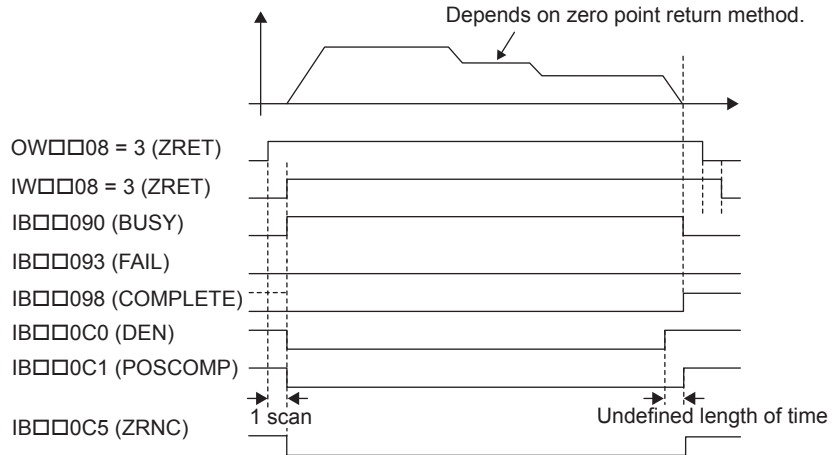 Depends on zero point return method.
OW□□08 = 3 (ZRET)
IW□□08 = 3 (ZRET)
IB□□090 (BUSY)
IB□□093 (FAIL)
IB□□098 (COMPLETE)
IB□□0C0 (DEN)
IB□□0C1 (POSCOMP)
1 scan
Undefined length of time
IB□□0C5 (ZRNC)